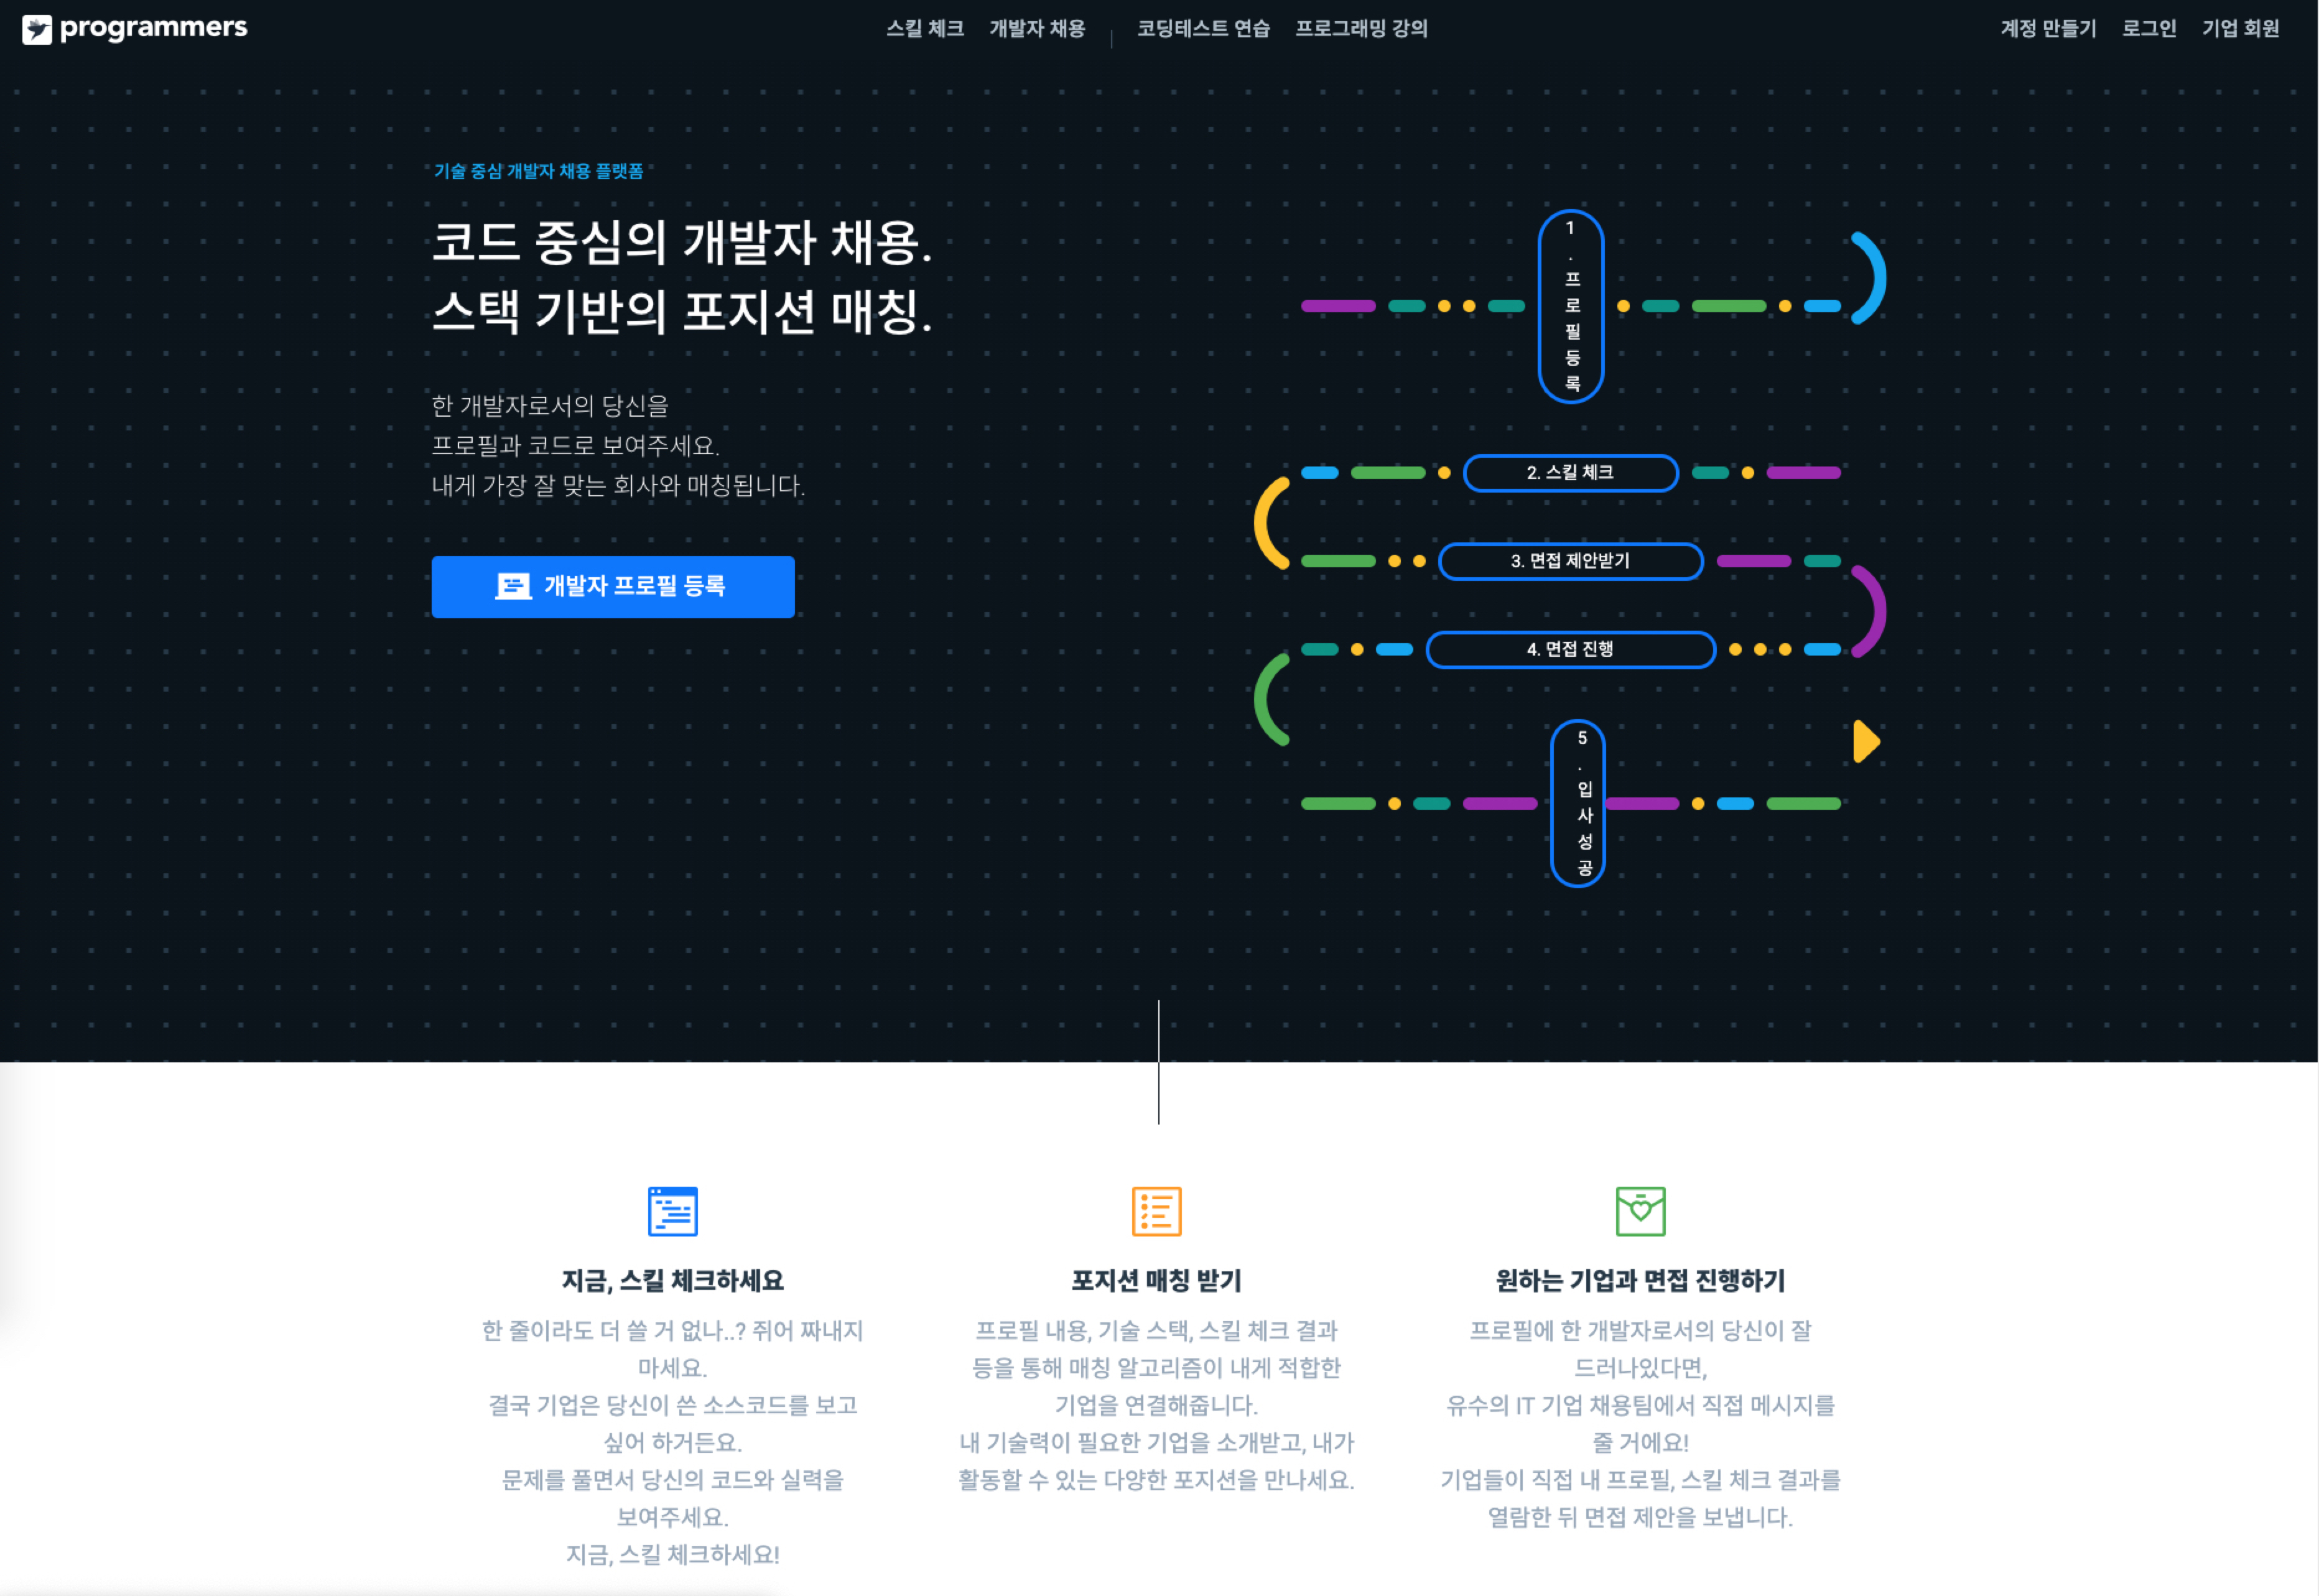 programmers
스킬 체크 개발자 채용 코딩테스트 연습 프로그래밍 강의
계정 만들기 로그인 기업 회원
기술 중심 개발자 채용 플랫폼
코드 중심의 개발자 채용.
스택 기반의 포지션 매칭.
한 개발자로서의 당신을
프로필과 코드로 보여주세요.
내게 가장 잘 맞는 회사와 매칭됩니다.
개발자 프로필 등록
1
.
프
로
필
등
록
2. 스킬 체크
3. 면접 제안받기
4. 면접 진행
5
.
입
사
성
공
지금, 스킬 체크하세요
한 줄이라도 더 쓸 거 없나..? 쥐어 짜내지
마세요.
결국 기업은 당신이 쓴 소스코드를 보고
싶어 하거든요.
문제를 풀면서 당신의 코드와 실력을
보여주세요.
지금, 스킬 체크하세요!
포지션 매칭 받기
프로필 내용, 기술 스택, 스킬 체크 결과
등을 통해 매칭 알고리즘이 내게 적합한
기업을 연결해줍니다.
내 기술력이 필요한 기업을 소개받고, 내가
활동할 수 있는 다양한 포지션을 만나세요.
원하는 기업과 면접 진행하기
프로필에 한 개발자로서의 당신이 잘
드러나있다면,
유수의 IT 기업 채용팀에서 직접 메시지를
줄 거에요!
기업들이 직접 내 프로필, 스킬 체크 결과를
열람한 뒤 면접 제안을 보냅니다.